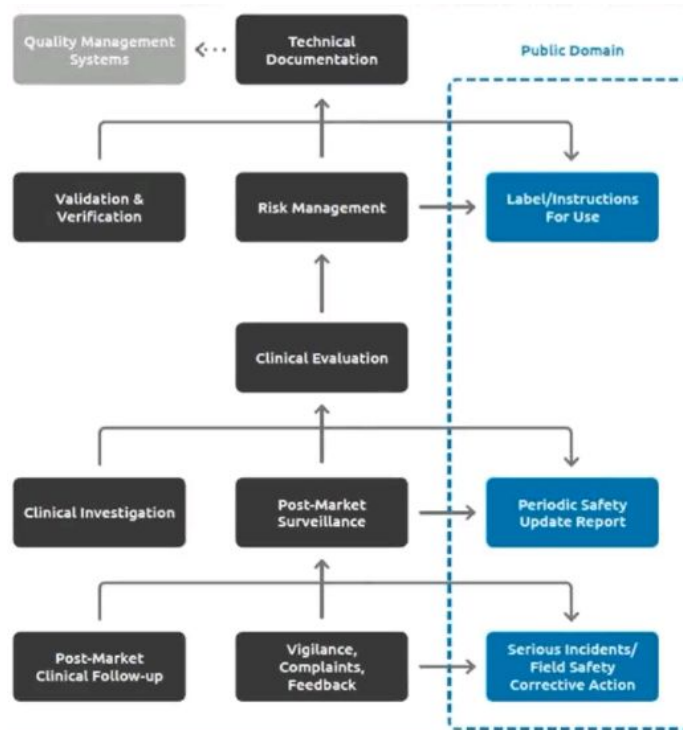 Quality Management
Systems
Technical
Documentation
Public Domain
Validation &
Verification
Risk Management
Label/Instructions
For Use
Clinical Evaluation
Clinical Investigation
Post-Market
Surveillance
Periodic Safety
Update Report
Post-Market
Clinical Follow-up
Vigilance,
Complaints,
Feedback
Serious Incidents/
Field Safety
Corrective Action